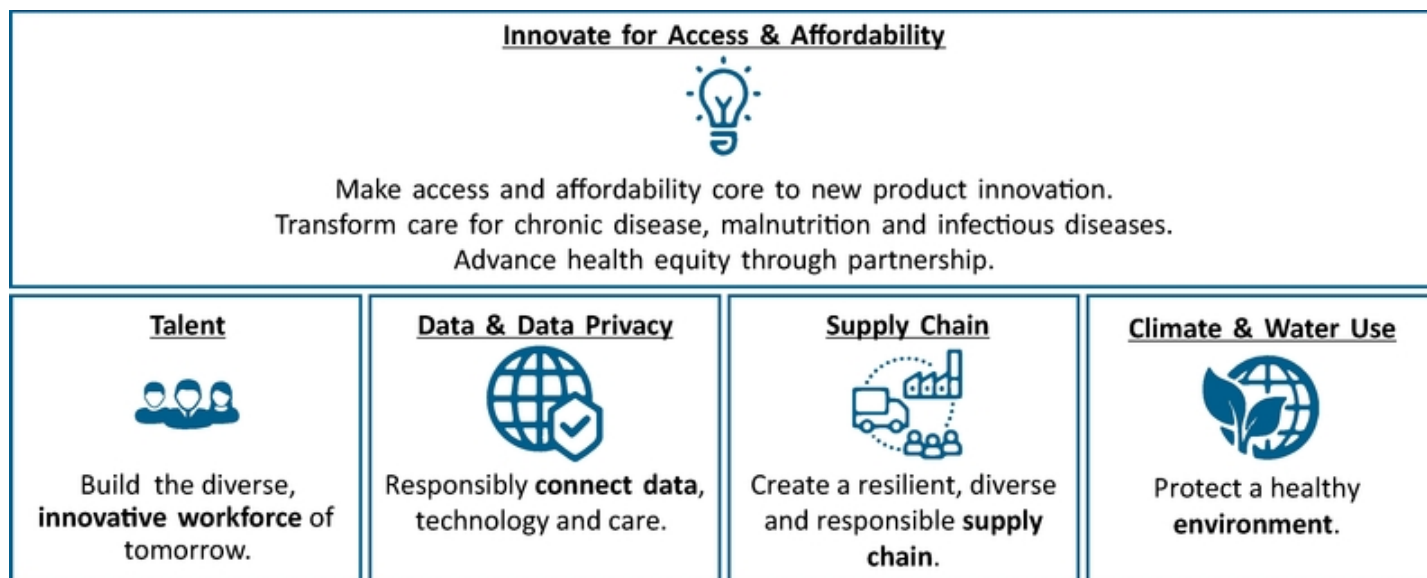 Innovate for Access & Affordability
Make access and affordability core to new product innovation.
Transform care for chronic disease, malnutrition and infectious diseases.
Advance health equity through partnership.
Talent
Build the diverse,
innovative workforce of
tomorrow.
Data & Data Privacy
Responsibly connect data,
technology and care.
Supply Chain
Create a resilient, diverse
and responsible supply
chain.
Climate & Water Use
Protect a healthy
environment.